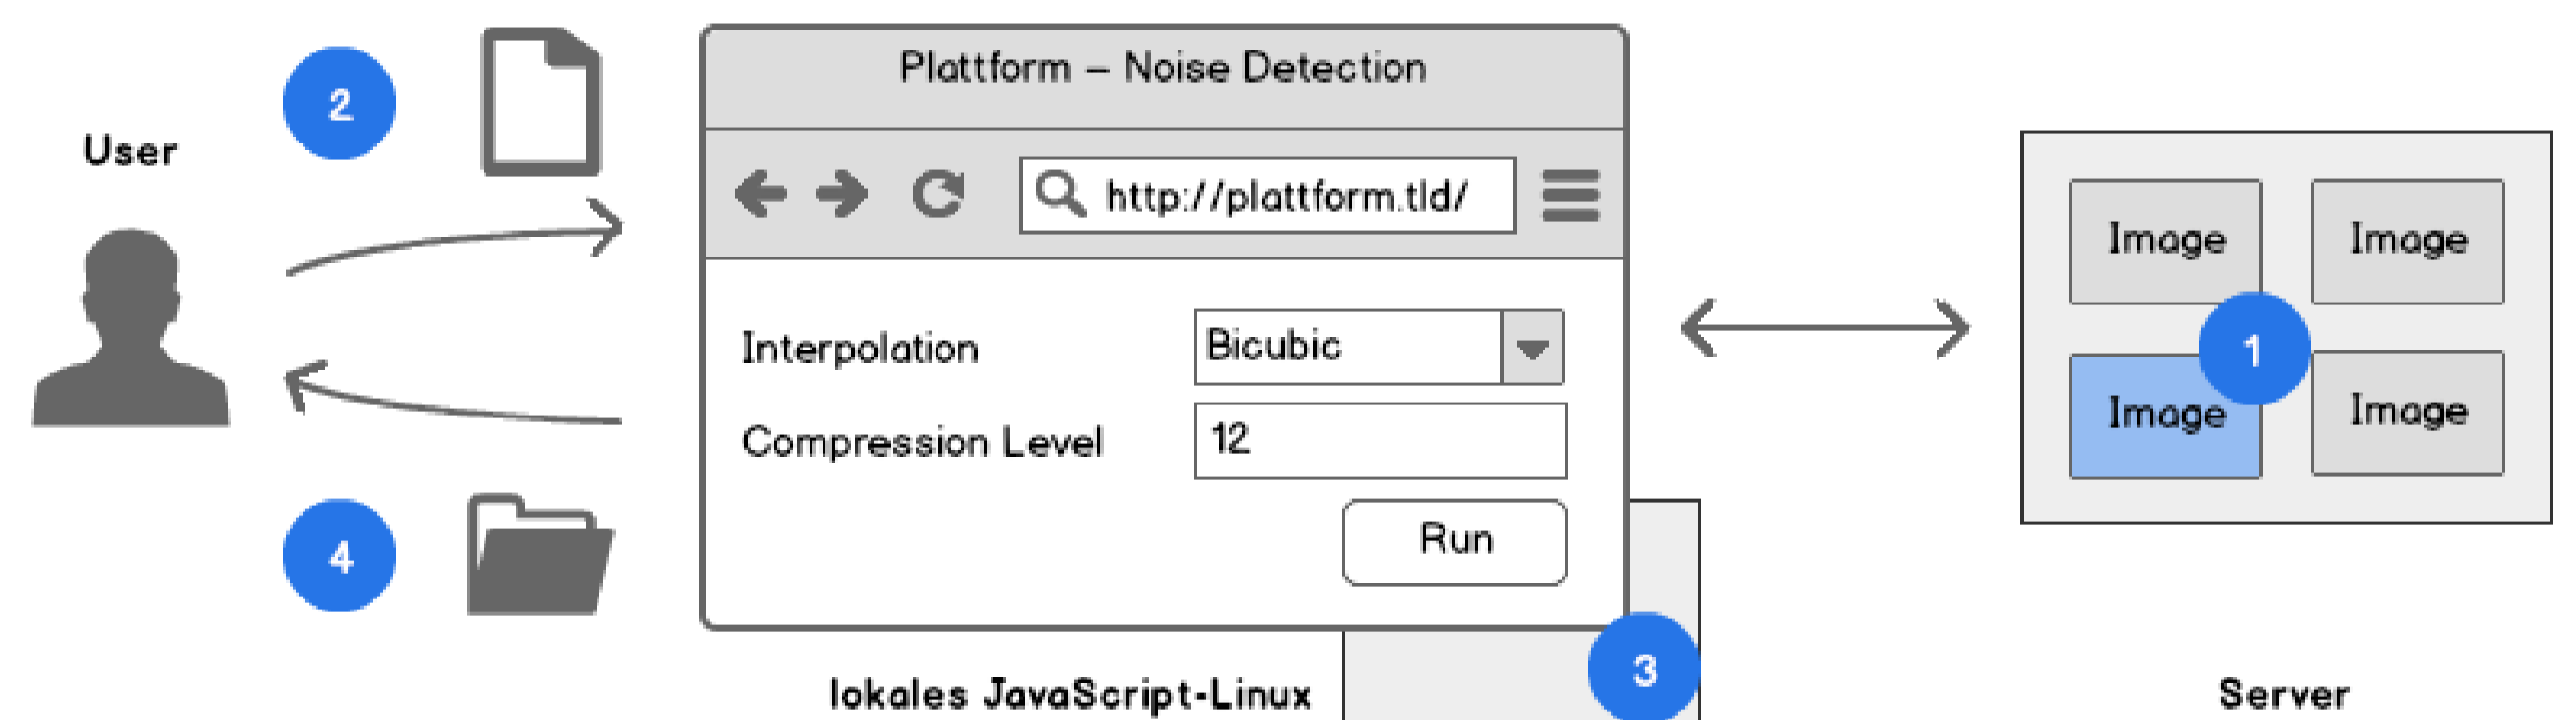 2
User
Plattform – Noise Detection
http://plattform.tld/
Interpolation
Bicubic
Compression Level
12
Run
4
3
lokales JavaScript-Linux
Image
Image
1
Image
Image
Server